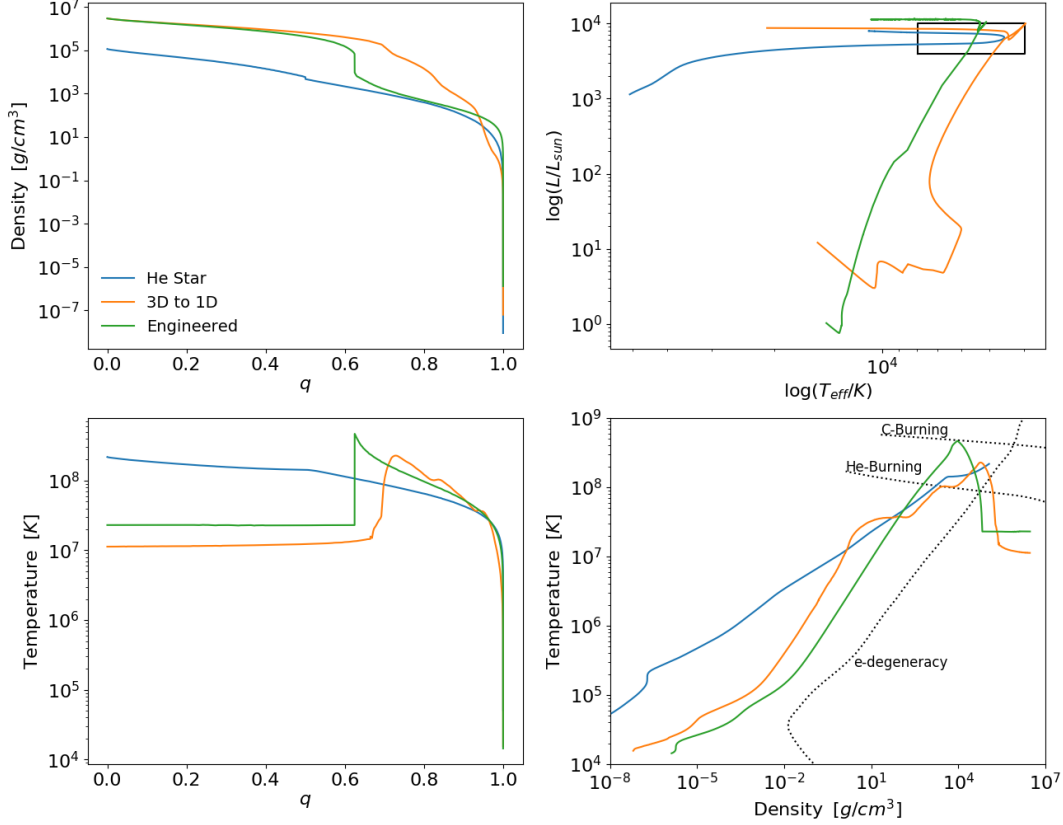 10^7
10^5
10^3
10^1
10^{-1}
10^{-3}
10^{-5}
10^{-7}
Density [g/cm^3]
He Star
3D to 1D
Engineered
0.0 0.2 0.4 0.6 0.8 1.0
q
10^4
10^3
10^2
10^1
10^0
log(L/L_{sun})
10^4
log(T_{eff}/K)
10^8
10^7
10^6
10^5
10^4
Temperature [K]
0.0 0.2 0.4 0.6 0.8 1.0
q
10^9
10^8
10^7
10^6
10^5
10^4
Temperature [K]
C-Burning
He-Burning
e-degeneracy
10^{-8} 10^{-5} 10^{-2} 10^1 10^4 10^7
Density [g/cm^3]